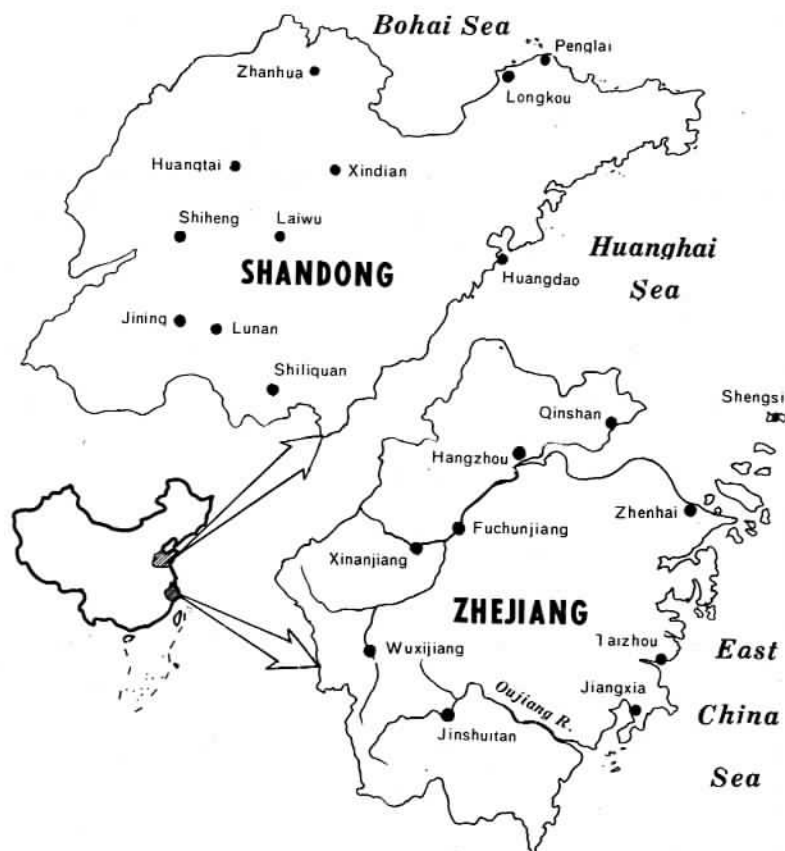 Bohai Sea
Penglai
Zhanhua
Longkou
Huangtai
Xindian
Shiheng
Laiwu
SHANDONG
Huanghai
Sea
Huangdao
Jining
Lunan
Shiliquan
Qinshan
Shengsi
Hangzhou
Zhenhai
Fuchunjiang
Xinanjiang
ZHEJIANG
Taizhou
East
Wuxijiang
Jiangxia
Oujiang R.
China
Jinshuitan
Sea